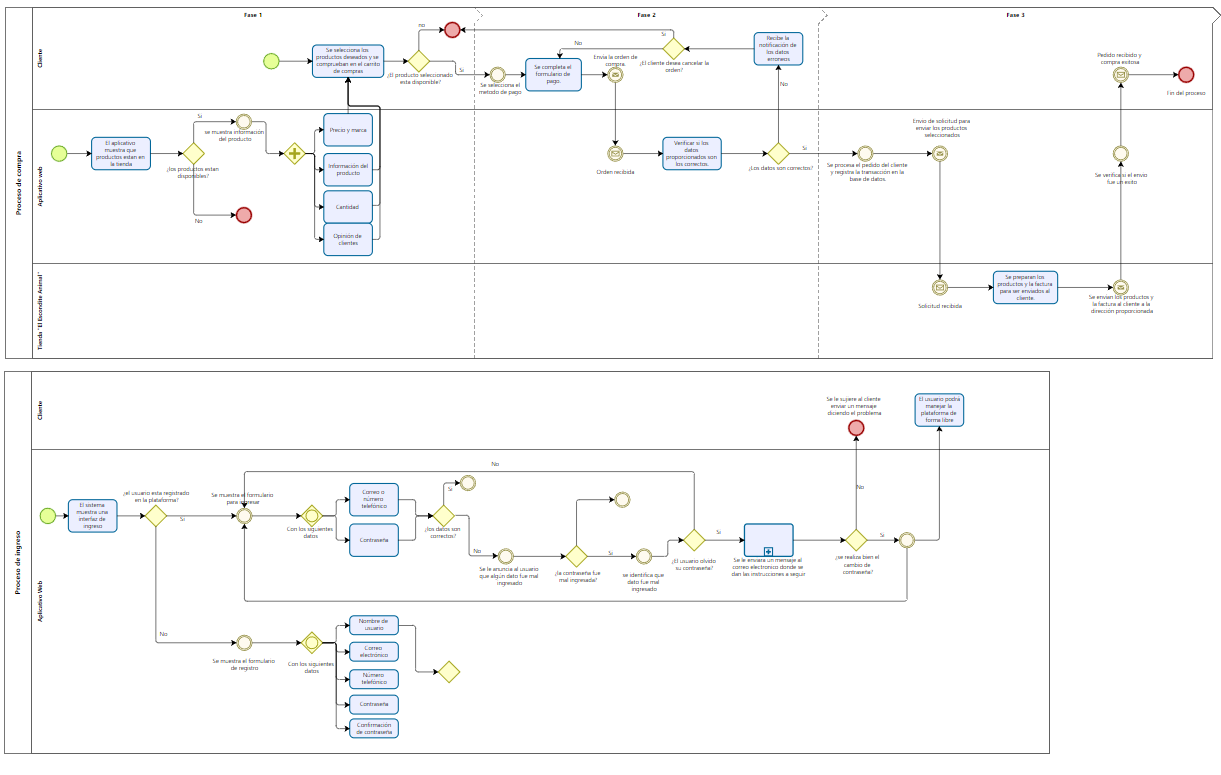 Fase 1
Fase 2
Fase 3
Proceso de compra
Cliente
Se selecciona los
productos deseados y se
comprueban en el carrito
de compras
no
¿El producto seleccionado
esta disponible?
Si
Se selecciona el
metodo de pago
Se completa el
formulario de
pago.
No
Envia la orden de
compra.
Si
¿El cliente desea cancelar la
orden?
Recibe la
notificación de
los datos
erroneos
No
Pedido recibido y
compra exitosa
Fin del proceso
Aplicativo web
El aplicativo
muestra que
productos estan en
la tienda
Si
¿los productos estan
disponibles?
No
se muestra información
del producto
Precio y marca
Información del
producto
Cantidad
Opinión de
clientes
Orden recibida
Verificar si los
datos
proporcionados son
los correctos.
¿Los datos son correctos?
Si
Se procesa el pedido del cliente
y registra la transacción en la
base de datos.
Envio de solicitud para
enviar los productos
seleccionados
Se verifica si el envio
fue un exito
Tienda "El Escondite Animal"
Solicitud recibida
Se preparan los
productos y la factura
para ser enviados al
cliente.
Se envian los productos y
la factura al cliente a la
dirección proporcionada
Proceso de ingreso
Cliente
Se le sujiere al cliente
enviar un mensaje
diciendo el problema
El usuario podra
manejar la
plataforma de
forma libre
Aplicativo Web
El sistema
muestra una
interfaz de
ingreso
¿el usuario esta registrado
en la plataforma?
Si
No
Se muestra el formulario
para ingresar
Con los siguientes
datos
Correo o
número
telefónico
Contraseña
¿los datos son
correctos?
Si
No
Se le anuncia al usuario
que algún dato fue mal
ingresado
¿la contraseña fue
mal ingresada?
Si
se identifica que
dato fue mal
ingresado
No
¿El usuario olvido
su contraseña?
Si
Se le enviara un mensaje al
correo electronico donde se
dan las instrucciones a seguir
No
¿se realiza bien el
cambio de
contraseña?
Si
Se muestra el formulario
de registro
Con los siguientes
datos
Nombre de
usuario
Correo
electrónico
Número
telefónico
Contraseña
Confirmación
de contraseña